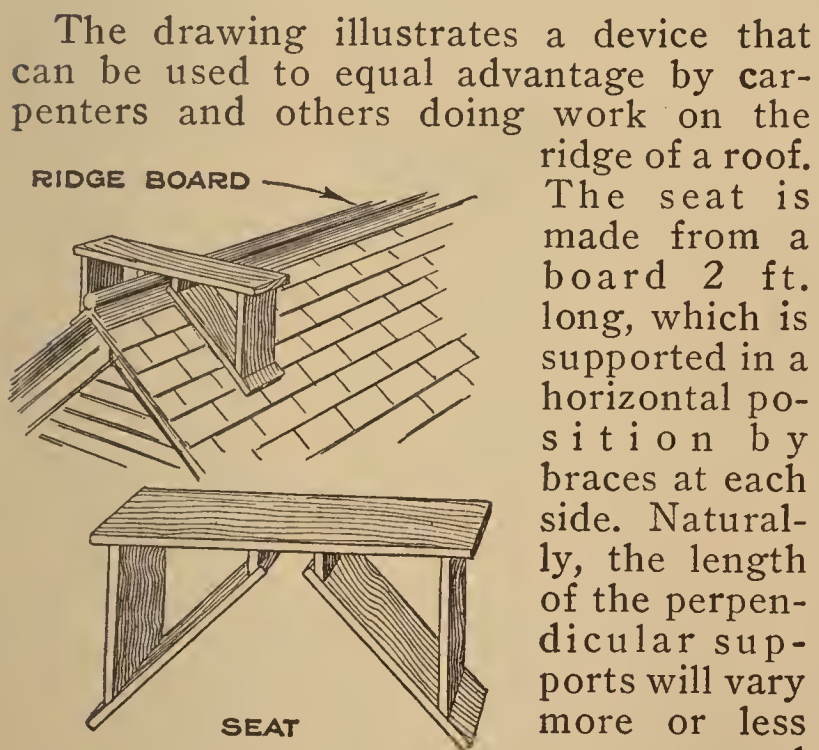 The drawing illustrates a device that
can be used to equal advantage by car-
penters and others doing work on the
ridge of a roof.
The seat is
made from a
board 2 ft.
long, which is
supported in a
horizontal po-
sition by
braces at each
side. Natural-
ly, the length
of the perpen-
dicular sup-
ports will vary
more or less
RIDGE BOARD
SEAT